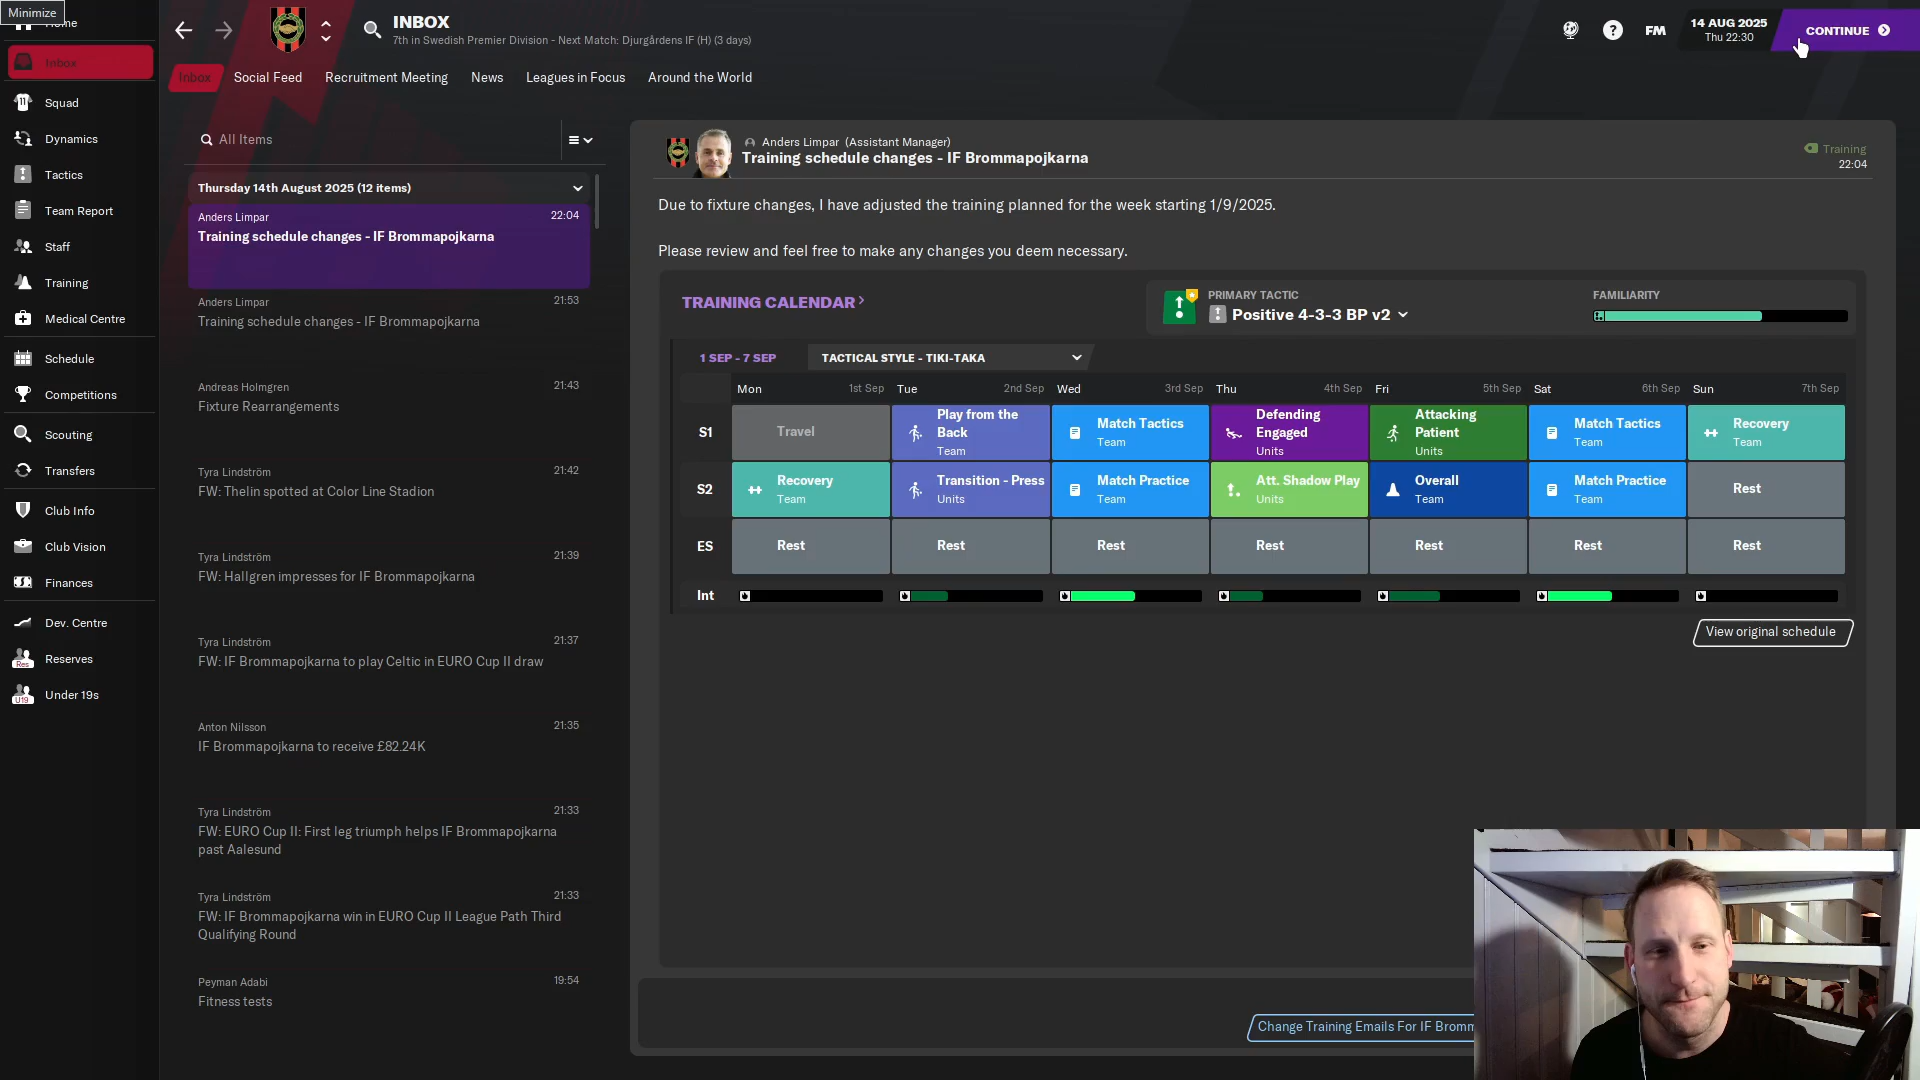 Minimize
Home
Inbox
Squad
Dynamics
Tactics
Team Report
Staff
Training
Medical Centre
Schedule
Competitions
Scouting
Transfers
Club Info
Club Vision
Finances
Dev. Centre
Res
Reserves
U19
Under 19s
INBOX
7th in Swedish Premier Division - Next Match: Djurgårdens IF (H) (3 days)
FM
14 AUG 2025
Thu 22:30
CONTINUE
Inbox
Social Feed
Recruitment Meeting
News
Leagues in Focus
Around the World
All Items
Thursday 14th August 2025 (12 items)
Anders Limpar 22:04
Training schedule changes - IF Brommapojkarna
Anders Limpar 21:53
Training schedule changes - IF Brommapojkarna
Andreas Holmgren 21:43
Fixture Rearrangements
Tyra Lindström 21:42
FW: Thelin spotted at Color Line Stadion
Tyra Lindström 21:39
FW: Hallgren impresses for IF Brommapojkarna
Tyra Lindström 21:37
FW: IF Brommapojkarna to play Celtic in EURO Cup II draw
Anton Nilsson 21:35
IF Brommapojkarna to receive £82.24K
Tyra Lindström 21:33
FW: EURO Cup II: First leg triumph helps IF Brommapojkarna
past Aalesund
Tyra Lindström 21:33
FW: IF Brommapojkarna win in EURO Cup II League Path Third
Qualifying Round
Peyman Adabi 19:54
Fitness tests
Anders Limpar (Assistant Manager)
Training schedule changes - IF Brommapojkarna
Training
22:04
Due to fixture changes, I have adjusted the training planned for the week starting 1/9/2025.
Please review and feel free to make any changes you deem necessary.
TRAINING CALENDAR
PRIMARY TACTIC
Positive 4-3-3 BP v2
FAMILIARITY
1 SEP - 7 SEP
TACTICAL STYLE - TIKI-TAKA
Mon 1st Sep Tue 2nd Sep Wed 3rd Sep Thu 4th Sep Fri 5th Sep Sat 6th Sep Sun 7th Sep
S1
Travel
Play from the
Back
Team
Match Tactics
Team
Defending
Engaged
Units
Attacking
Patient
Units
Match Tactics
Team
Recovery
Team
S2
Recovery
Team
Transition - Press
Units
Match Practice
Team
Att. Shadow Play
Units
Overall
Team
Match Practice
Team
Rest
ES
Rest
Rest
Rest
Rest
Rest
Rest
Rest
Int
View original schedule
Change Training Emails For IF Bromm